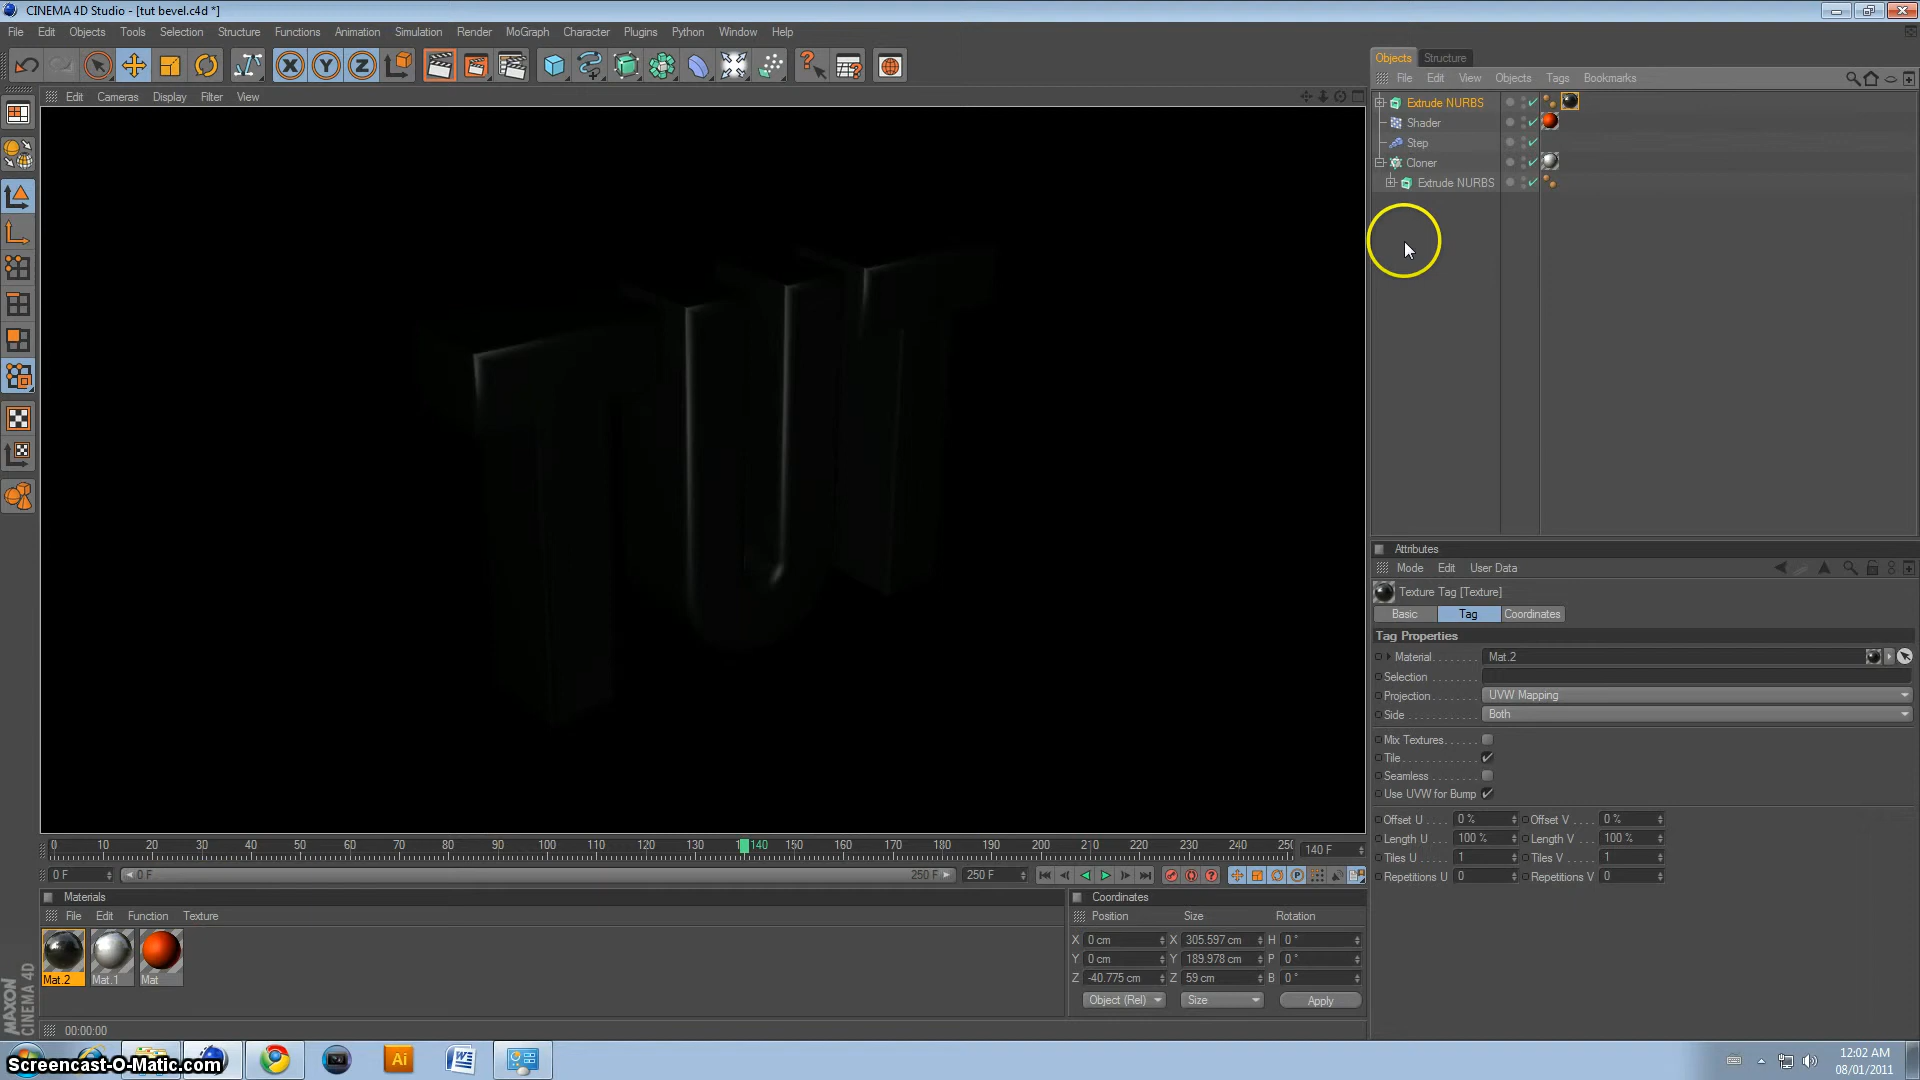 CINEMA 4D Studio - [tut bevel.c4d *]
File Edit Objects Tools Selection Structure Functions Animation Simulation Render MoGraph Character Plugins Python Window Help
Objects Structure
File Edit View Objects Tags Bookmarks
Edit Cameras Display Filter View
Extrude NURBS
Shader
Step
Cloner
Extrude NURBS
TUT
Attributes
Mode Edit User Data
Texture Tag [Texture]
Basic Tag Coordinates
Tag Properties
Material Mat.2
Selection
Projection UVW Mapping
Side Both
Mix Textures
Tile
Seamless
Use UVW for Bump
Offset U 0 % Offset V 0 %
Length U 100 % Length V 100 %
Tiles U 1 Tiles V 1
Repetitions U 0 Repetitions V 0
0 10 20 30 40 50 60 70 80 90 100 110 120 130 140 150 160 170 180 190 200 210 220 230 240 140 F
0 F 0 F 250 F 250 F
Materials
File Edit Function Texture
Mat.2 Mat.1 Mat
Coordinates
Position Size Rotation
X 0 cm X 305.597 cm H 0 °
Y 0 cm Y 189.978 cm P 0 °
Z -40.775 cm Z 59 cm B 0 °
Object (Rel) Size Apply
MAXON
CINEMA 4D
00:00:00
Screencast-O-Matic.com
Ai
12:02 AM
08/01/2011